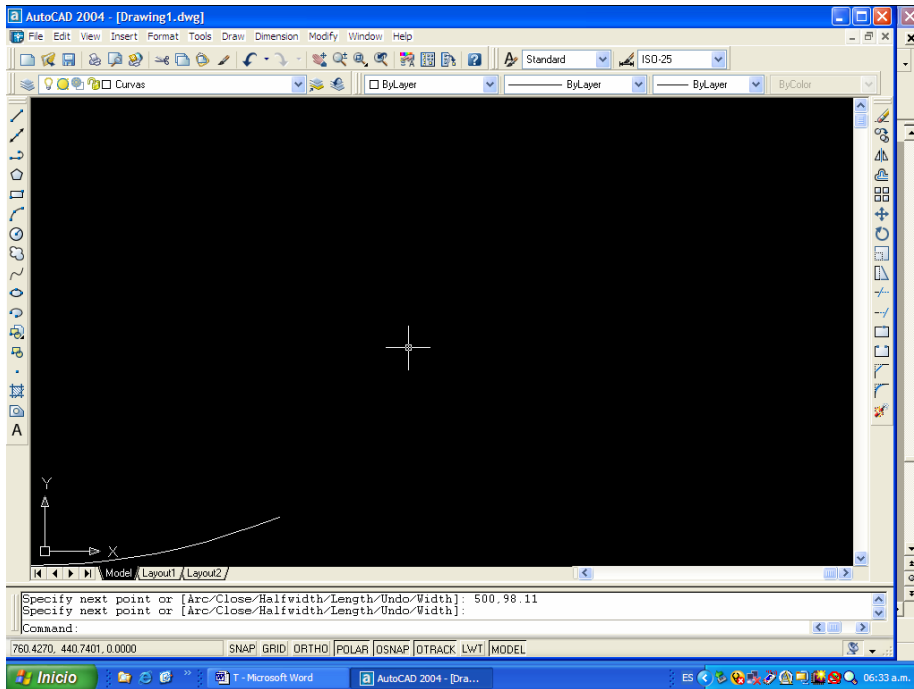 AutoCAD 2004 - [Drawing1.dwg]
File Edit View Insert Format Tools Draw Dimension Modify Window Help
Standard ISO-25
Curvas ByLayer ByLayer ByLayer ByColor
A
Y
X
Model Layout1 Layout2
Specify next point or [Arc/Close/Halfwidth/Length/Undo/Width]: 500,98.11
Specify next point or [Arc/Close/Halfwidth/Length/Undo/Width]:
Command:
760.4270, 440.7401, 0.0000 SNAP GRID ORTHO POLAR OSNAP OTRACK LWT MODEL
Inicio T - Microsoft Word AutoCAD 2004 - [Dra... ES 06:33 a.m.